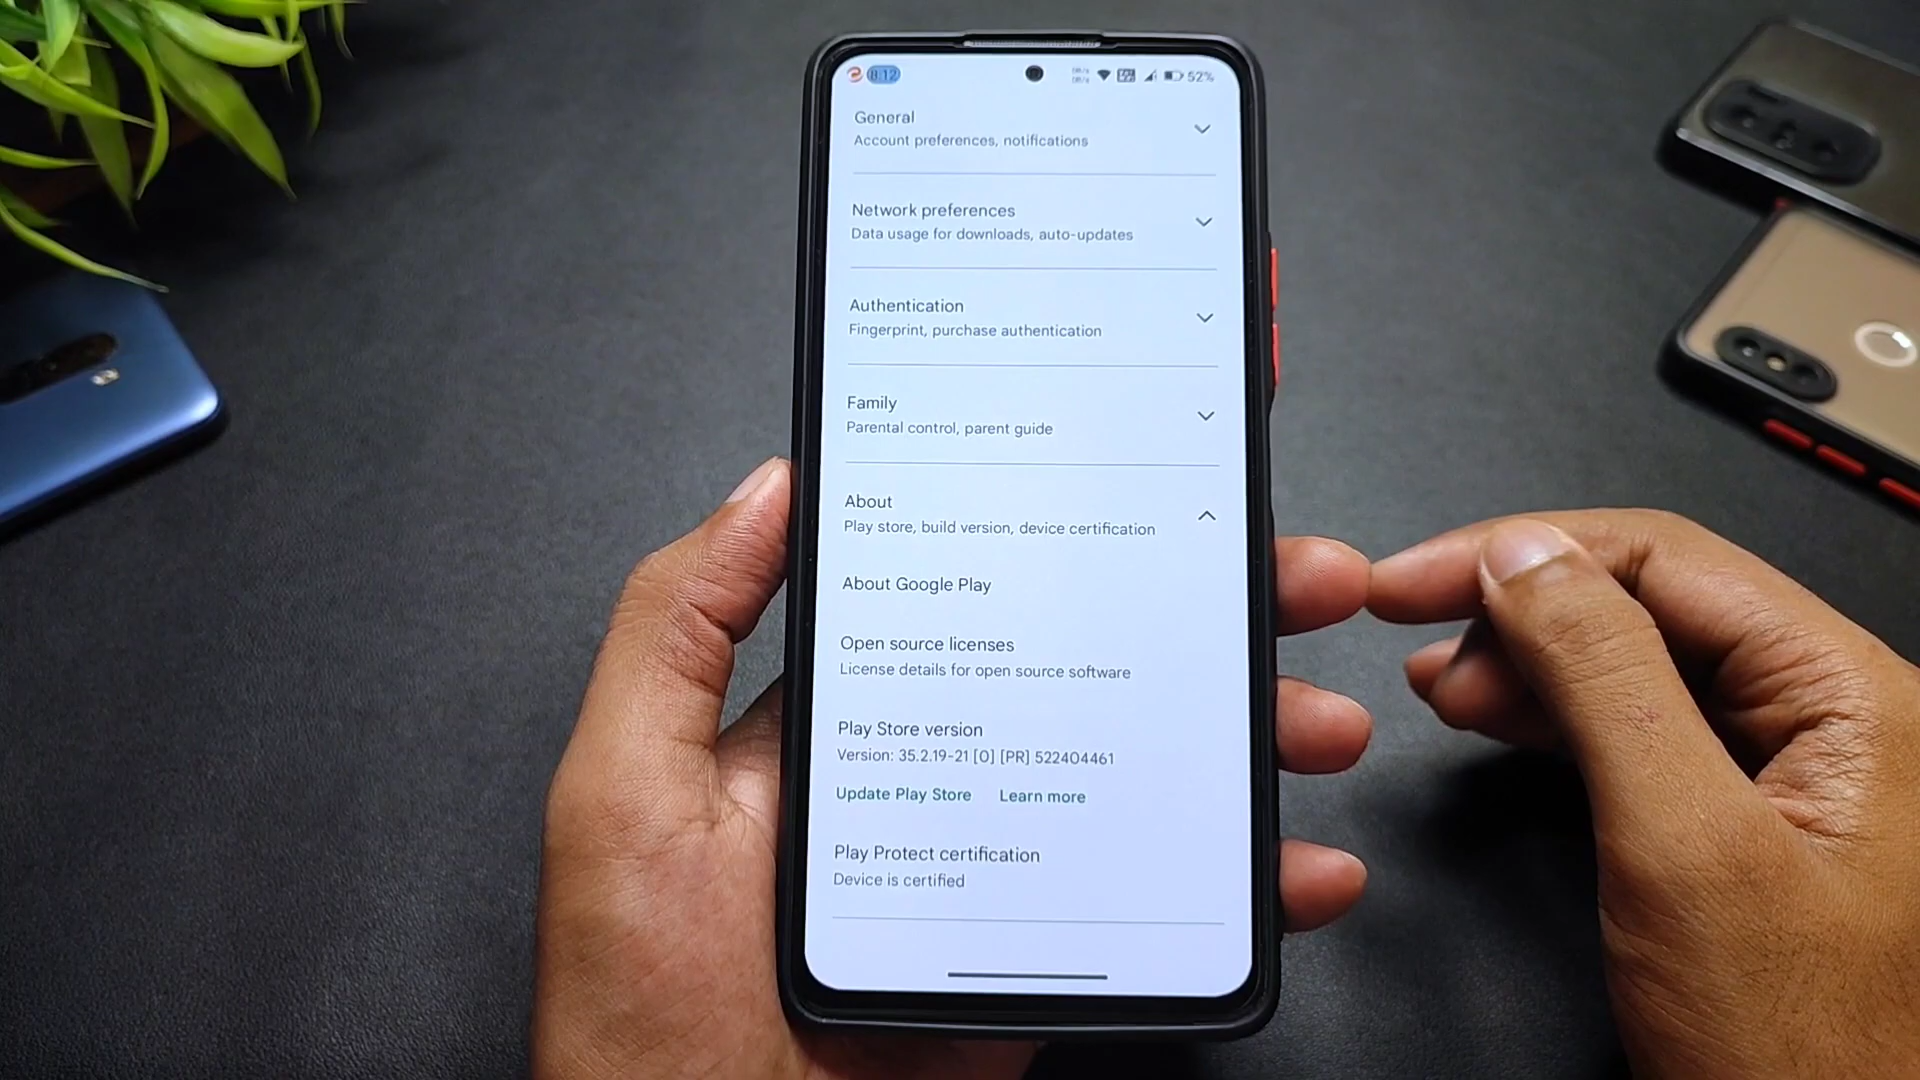 8.12 52%
General
Account preferences, notifications
Network preferences
Data usage for downloads, auto-updates
Authentication
Fingerprint, purchase authentication
Family
Parental control, parent guide
About
Play store, build version, device certification
About Google Play
Open source licenses
License details for open source software
Play Store version
Version: 35.2.19-21 [0] [PR] 522404461
Update Play Store Learn more
Play Protect certification
Device is certified